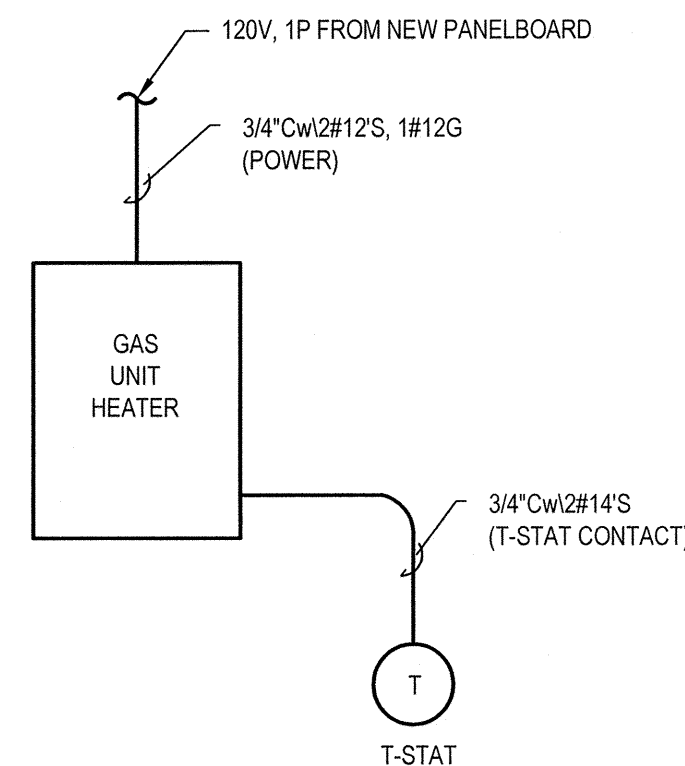 120V, 1P FROM NEW PANELBOARD
3/4"Cw\2#12'S, 1#12G
(POWER)
GAS
UNIT
HEATER
3/4"Cw\2#14'S
(T-STAT CONTACT)
T
T-STAT